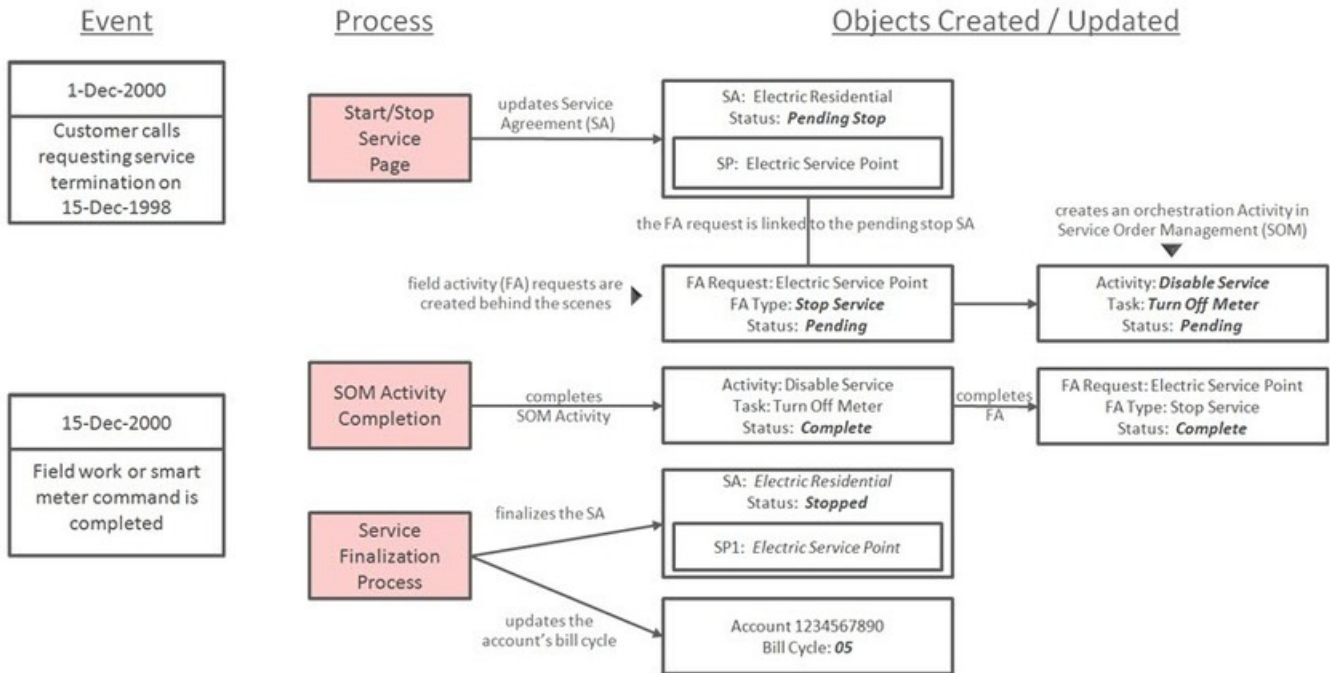 Event
Process
Objects Created / Updated
1-Dec-2000
Customer calls
requesting service
termination on
15-Dec-1998
Start/Stop
Service
Page
updates Service
Agreement (SA)
SA: Electric Residential
Status: Pending Stop
SP: Electric Service Point
the FA request is linked to the pending stop SA
creates an orchestration Activity in
Service Order Management (SOM)
field activity (FA) requests are
created behind the scenes
FA Request: Electric Service Point
FA Type: Stop Service
Status: Pending
Activity: Disable Service
Task: Turn Off Meter
Status: Pending
15-Dec-2000
Field work or smart
meter command is
completed
SOM Activity
Completion
completes
SOM Activity
Activity: Disable Service
Task: Turn Off Meter
Status: Complete
completes
FA
FA Request: Electric Service Point
FA Type: Stop Service
Status: Complete
Service
Finalization
Process
finalizes the SA
SA: Electric Residential
Status: Stopped
SP1: Electric Service Point
updates the
account's bill cycle
Account 1234567890
Bill Cycle: 05